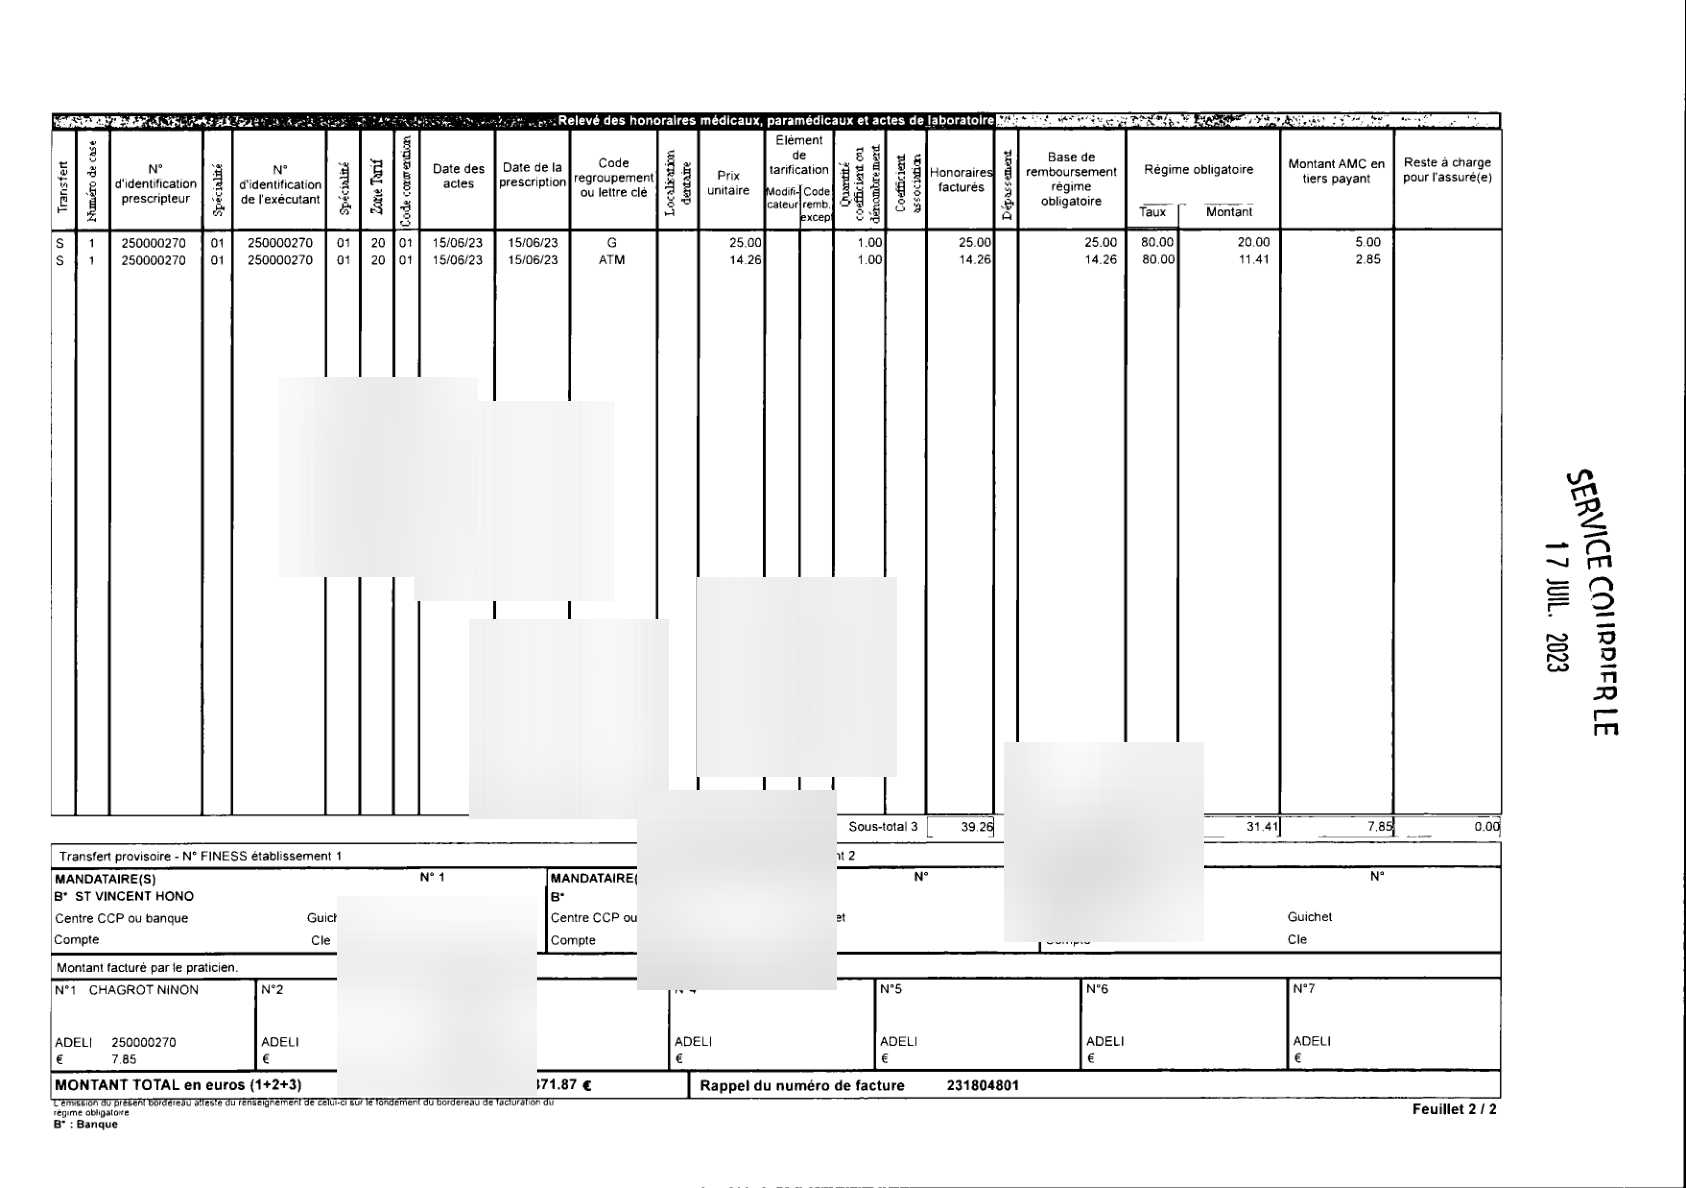 Relevé des honoraires médicaux, paramédicaux et actes de laboratoire
Transfert
Numéro de case
N° d'identification prescripteur
Spécialité
N° d'identification de l'exécutant
Spécialité
Zone Tarif
Code convention
Date des actes
Date de la prescription
Code regroupement ou lettre clé
Localisation dentaire
Prix unitaire
Elément de tarification
Modifi-cateur
Code remb. except
Quantité coefficient ou dénombrement
Coefficient association
Honoraires facturés
Dépassement
Base de remboursement régime obligatoire
Régime obligatoire
Taux Montant
Montant AMC en tiers payant
Reste à charge pour l'assuré(e)
S 1 250000270 01 250000270 01 20 01 15/06/23 15/06/23 G 25.00 1.00 25.00 25.00 80.00 20.00 5.00
S 1 250000270 01 250000270 01 20 01 15/06/23 15/06/23 ATM 14.26 1.00 14.26 14.26 80.00 11.41 2.85
Sous-total 3 39.26 31.41 7.85 0.00
Transfert provisoire - N° FINESS établissement 1 2
MANDATAIRE(S) N° 1 MANDATAIRE( N° N°
B* ST VINCENT HONO B*
Centre CCP ou banque Centre CCP ou Guichet
Compte Cle Compte Cle
Montant facturé par le praticien.
N°1 CHAGROT NINON N°2 N°5 N°6 N°7
ADELI 250000270 ADELI ADELI ADELI ADELI ADELI
€ 7.85 € € € € €
MONTANT TOTAL en euros (1+2+3) 71.87 € Rappel du numéro de facture 231804801
L'émission du présent bordereau atteste du renseignement de celui-ci sur le fondement du bordereau de facturation du
régime obligatoire
B* : Banque
Feuillet 2 / 2
SERVICE COURRIER LE
17 JUIL. 2023